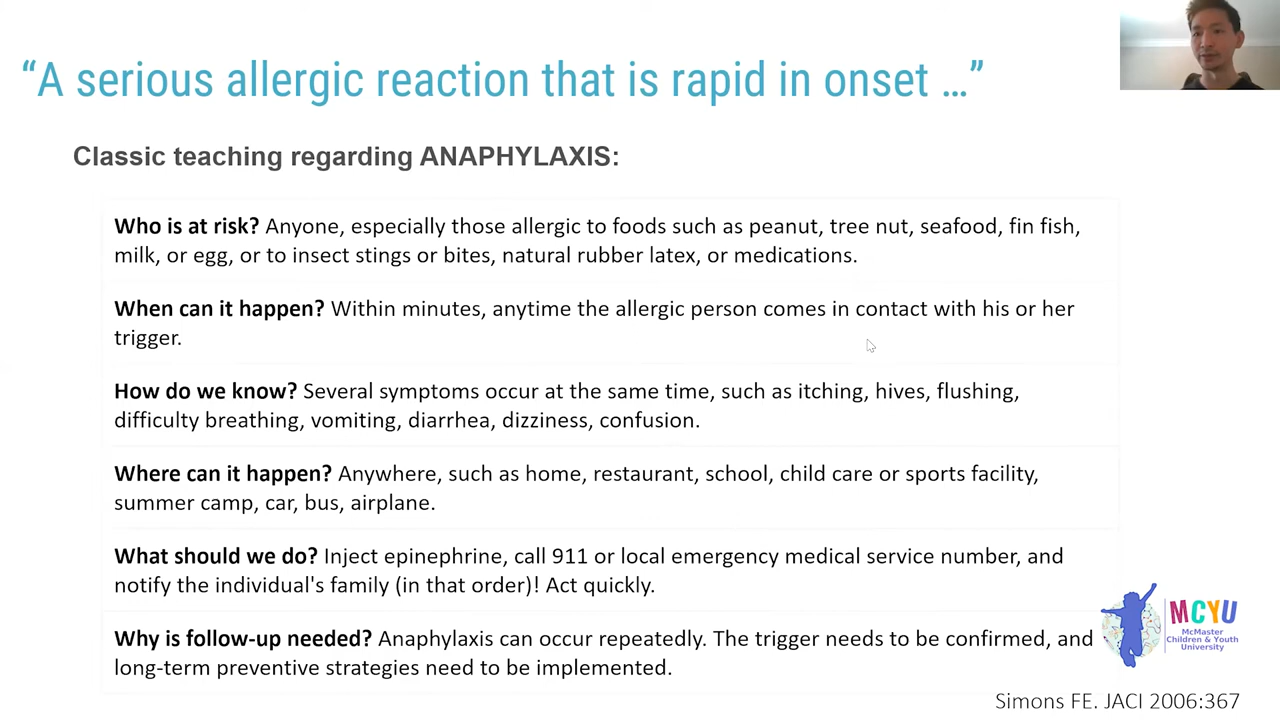 “A serious allergic reaction that is rapid in onset …”
Classic teaching regarding ANAPHYLAXIS:
Who is at risk? Anyone, especially those allergic to foods such as peanut, tree nut, seafood, fin fish,
milk, or egg, or to insect stings or bites, natural rubber latex, or medications.
When can it happen? Within minutes, anytime the allergic person comes in contact with his or her
trigger.
How do we know? Several symptoms occur at the same time, such as itching, hives, flushing,
difficulty breathing, vomiting, diarrhea, dizziness, confusion.
Where can it happen? Anywhere, such as home, restaurant, school, child care or sports facility,
summer camp, car, bus, airplane.
What should we do? Inject epinephrine, call 911 or local emergency medical service number, and
notify the individual's family (in that order)! Act quickly.
Why is follow-up needed? Anaphylaxis can occur repeatedly. The trigger needs to be confirmed, and
long-term preventive strategies need to be implemented.
MCYU
McMaster
Children & Youth
University
Simons FE. JACI 2006:367